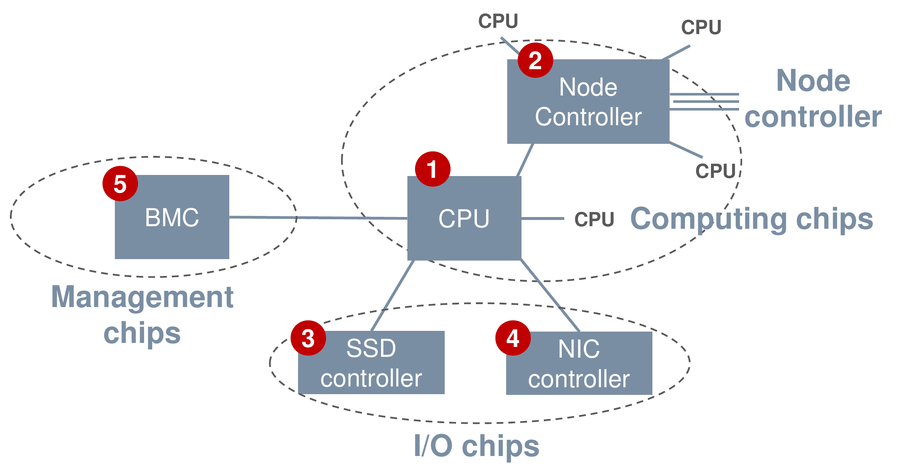 CPU
CPU
2
Node
Controller
Node
controller
CPU
1
CPU
CPU
Computing chips
5
BMC
Management
chips
3
SSD
controller
4
NIC
controller
I/O chips